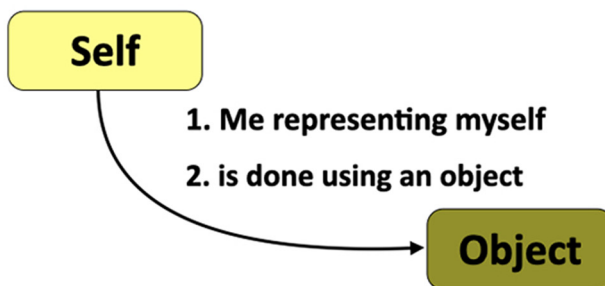 Self
1. Me representing myself
2. is done using an object
Object